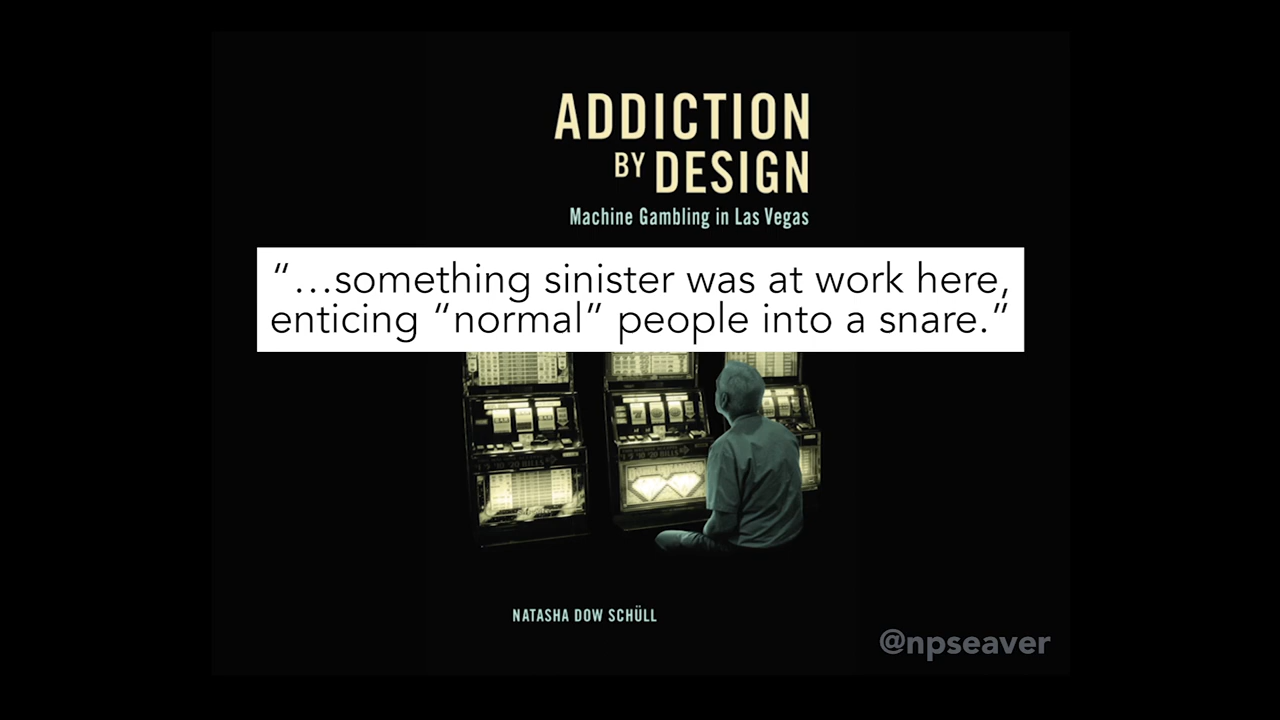 ADDICTION
BY DESIGN
Machine Gambling in Las Vegas
“…something sinister was at work here,
enticing “normal” people into a snare.”
NATASHA DOW SCHÜLL
@npseaver